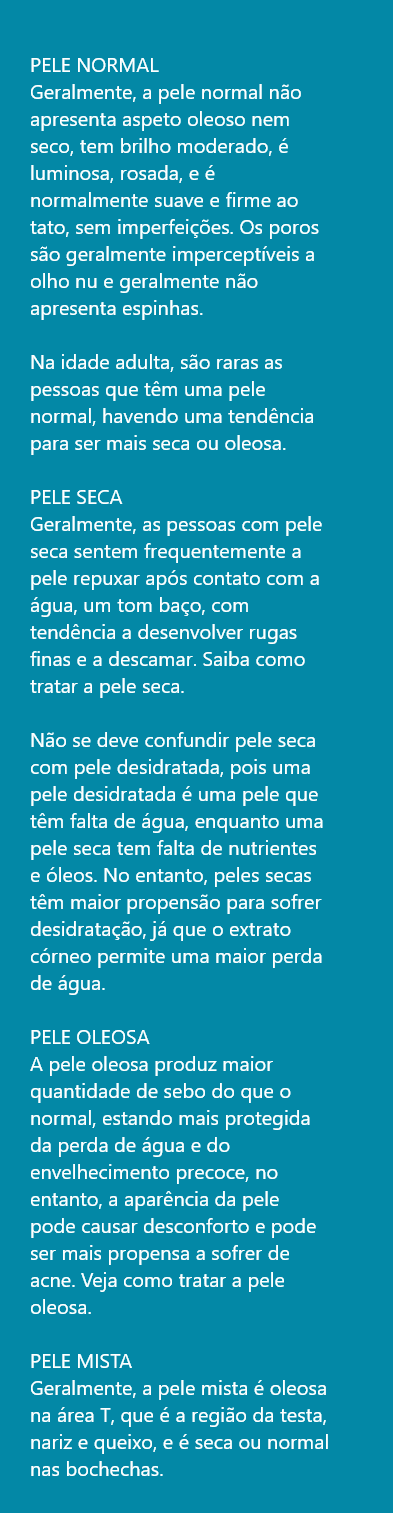 PELE NORMAL
Geralmente, a pele normal não
apresenta aspeto oleoso nem
seco, tem brilho moderado, é
luminosa, rosada, e é
normalmente suave e firme ao
tato, sem imperfeições. Os poros
são geralmente imperceptíveis a
olho nu e geralmente não
apresenta espinhas.

Na idade adulta, são raras as
pessoas que têm uma pele
normal, havendo uma tendência
para ser mais seca ou oleosa.

PELE SECA
Geralmente, as pessoas com pele
seca sentem frequentemente a
pele repuxar após contato com a
água, um tom baço, com
tendência a desenvolver rugas
finas e a descamar. Saiba como
tratar a pele seca.

Não se deve confundir pele seca
com pele desidratada, pois uma
pele desidratada é uma pele que
têm falta de água, enquanto uma
pele seca tem falta de nutrientes
e óleos. No entanto, peles secas
têm maior propensão para sofrer
desidratação, já que o extrato
córneo permite uma maior perda
de água.

PELE OLEOSA
A pele oleosa produz maior
quantidade de sebo do que o
normal, estando mais protegida
da perda de água e do
envelhecimento precoce, no
entanto, a aparência da pele
pode causar desconforto e pode
ser mais propensa a sofrer de
acne. Veja como tratar a pele
oleosa.

PELE MISTA
Geralmente, a pele mista é oleosa
na área T, que é a região da testa,
nariz e queixo, e é seca ou normal
nas bochechas.